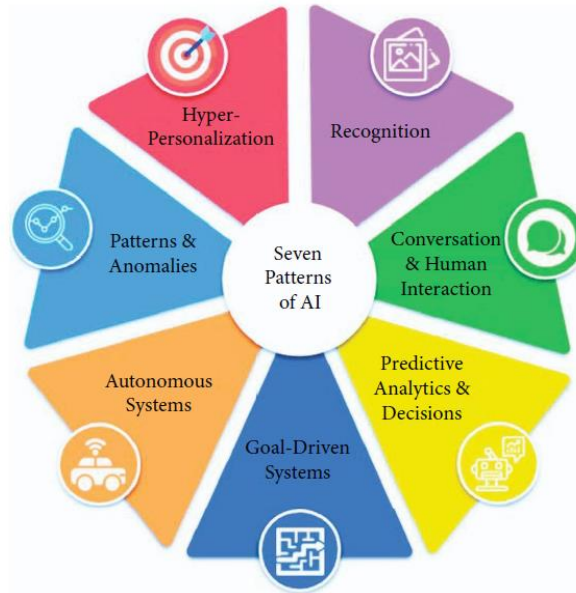 Hyper-
Personalization
Recognition
Patterns &
Anomalies
Seven
Patterns
of AI
Conversation
& Human
Interaction
Autonomous
Systems
Goal-Driven
Systems
Predictive
Analytics &
Decisions